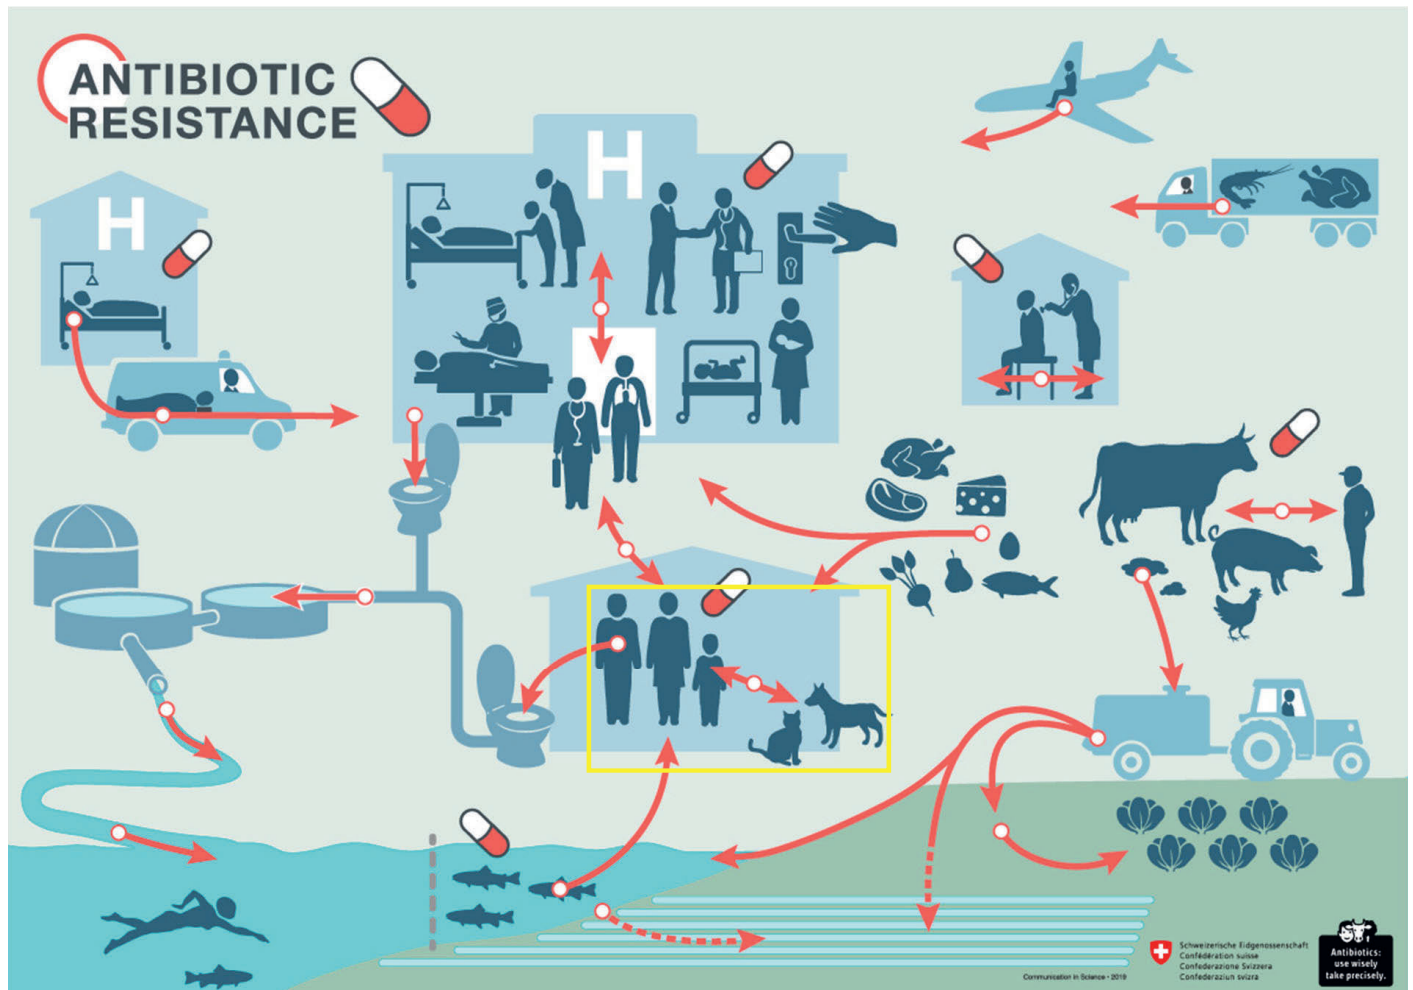 ANTIBIOTIC
RESISTANCE
H
H
Schweizerische Eidgenossenschaft
Confédération suisse
Confederazione Svizzera
Confederaziun svizra
Communication in Science - 2019
Antibiotics:
use wisely
take precisely.